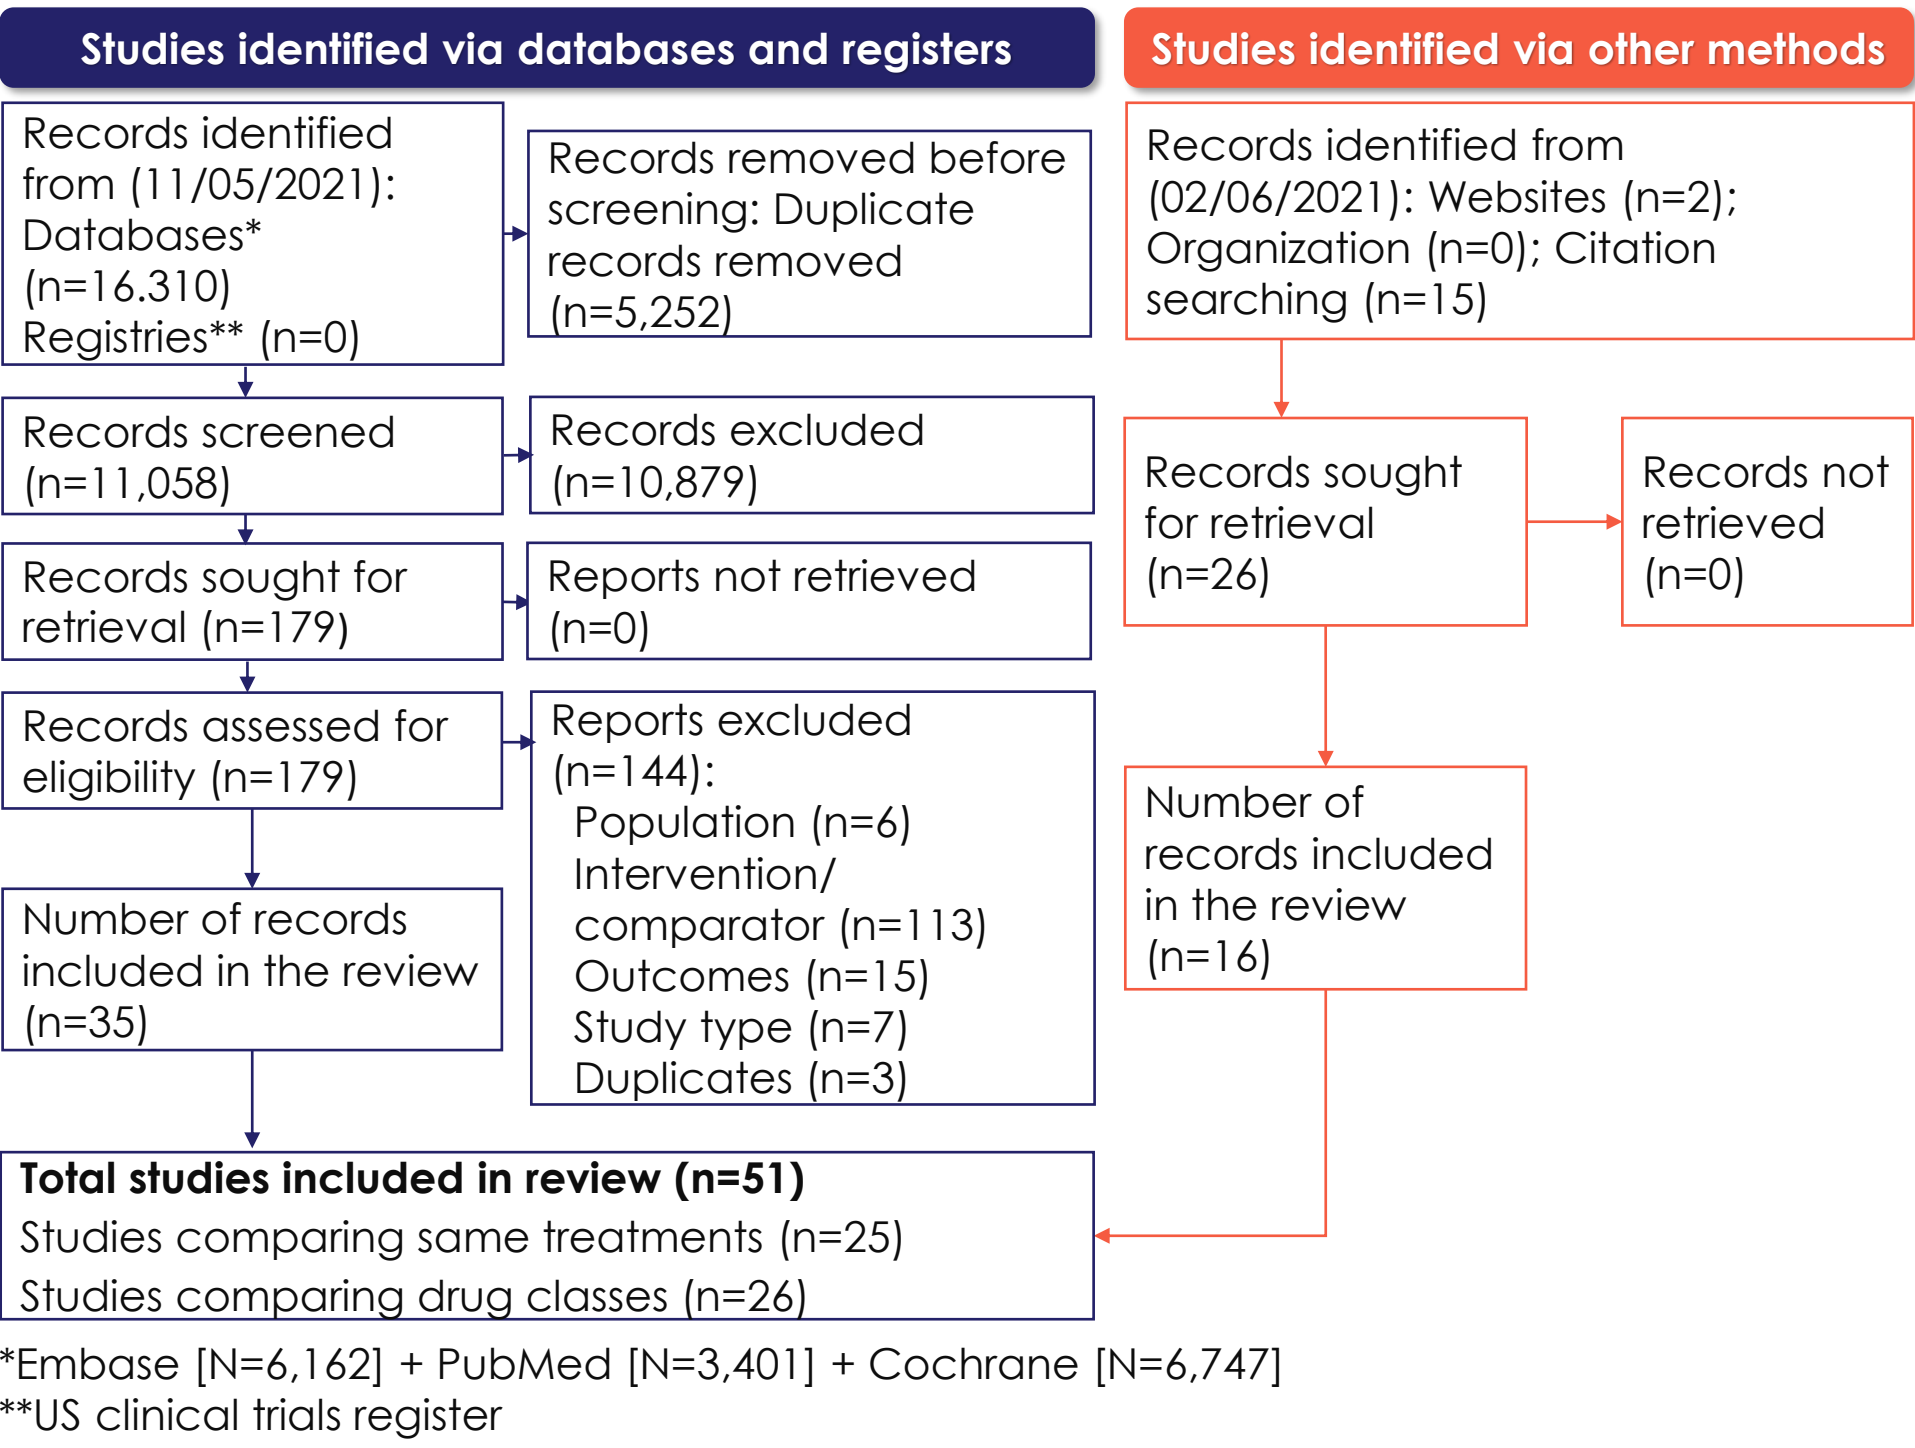 Studies identified via databases and registers
Records identified
from (11/05/2021):
Databases*
(n=16.310)
Registries** (n=0)
Records removed before
screening: Duplicate
records removed
(n=5,252)
Records screened
(n=11,058)
Records excluded
(n=10,879)
Records sought for
retrieval (n=179)
Reports not retrieved
(n=0)
Records assessed for
eligibility (n=179)
Reports excluded
(n=144):
Population (n=6)
Intervention/
comparator (n=113)
Outcomes (n=15)
Study type (n=7)
Duplicates (n=3)
Number of records
included in the review
(n=35)
Studies identified via other methods
Records identified from
(02/06/2021): Websites (n=2);
Organization (n=0); Citation
searching (n=15)
Records sought
for retrieval
(n=26)
Records not
retrieved
(n=0)
Number of
records included
in the review
(n=16)
Total studies included in review (n=51)
Studies comparing same treatments (n=25)
Studies comparing drug classes (n=26)
*Embase [N=6,162] + PubMed [N=3,401] + Cochrane [N=6,747]
**US clinical trials register